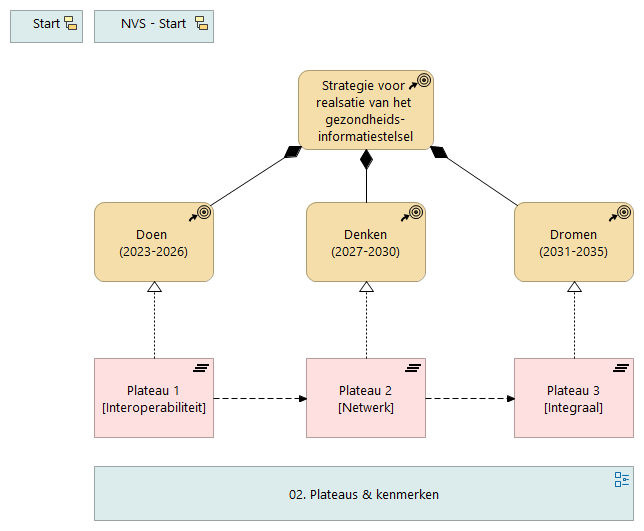 Start
NVS - Start
Strategie voor
realsatie van het
gezondheids-
informatiestelsel
Doen
(2023-2026)
Denken
(2027-2030)
Dromen
(2031-2035)
Plateau 1
[Interoperabiliteit]
Plateau 2
[Netwerk]
Plateau 3
[Integraal]
02. Plateaus & kenmerken